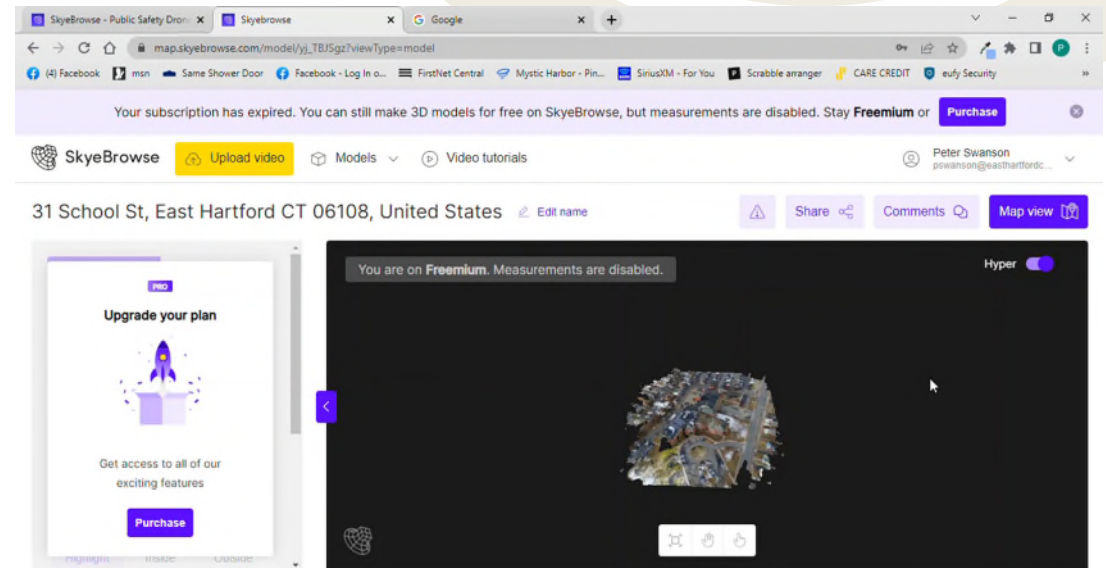 SkyeBrowse - Public Safety Dron
Skyebrowse
Google
map.skyebrowse.com/model/yj_TBJSgz?viewType=model
(4) Facebook
msn
Same Shower Door
Facebook - Log In o...
FirstNet Central
Mystic Harbor - Pin...
SiriusXM - For You
Scrabble arranger
CARE CREDIT
eufy Security
»
Your subscription has expired. You can still make 3D models for free on SkyeBrowse, but measurements are disabled. Stay Freemium or
Purchase
SkyeBrowse
Upload video
Models
Video tutorials
Peter Swanson
pswanson@easthartfordc...
31 School St, East Hartford CT 06108, United States
Edit name
Share
Comments
Map view
PRO
Upgrade your plan
Get access to all of our
exciting features
Purchase
Highlight
Inside
Outside
You are on Freemium. Measurements are disabled.
Hyper